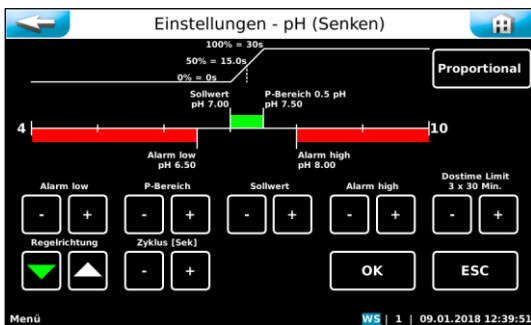 Einstellungen - pH (Senken)
100% = 30s
50% = 15.0s
0% = 0s
Proportional
Sollwert
pH 7.00
P-Bereich 0.5 pH
pH 7.50
4
10
Alarm low
pH 6.50
Alarm high
pH 8.00
Alarm low
P-Bereich
Sollwert
Alarm high
Dostime Limit
3 x 30 Min.
- + - + - + - + - +
Regelrichtung
Zyklus [Sek]
- +
OK
ESC
Menü
WS | 1 | 09.01.2018 12:39:51